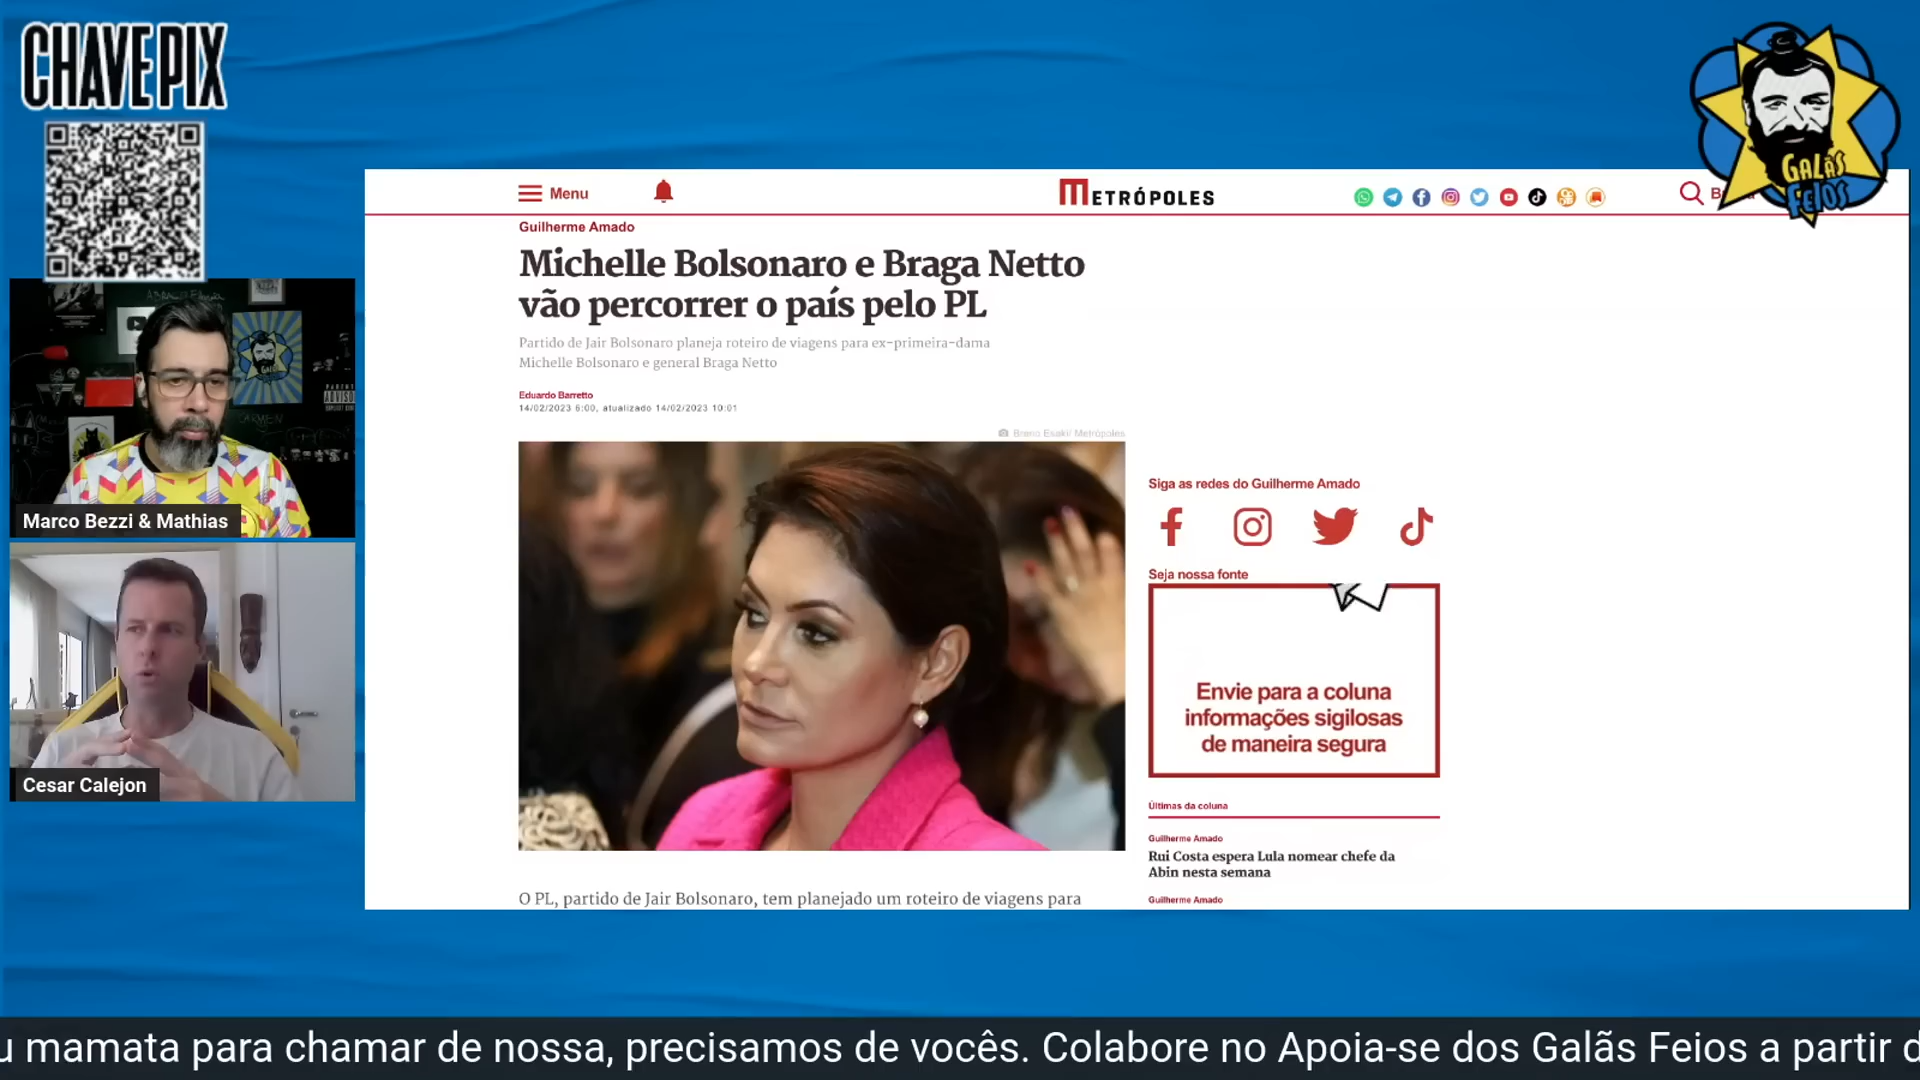 CHAVE PIX
GALÃS
FEIOS
Menu
METRÓPOLES
Guilherme Amado
Michelle Bolsonaro e Braga Netto
vão percorrer o país pelo PL
Partido de Jair Bolsonaro planeja roteiro de viagens para ex-primeira-dama
Michelle Bolsonaro e general Braga Netto
Eduardo Barretto
14/02/2023 6:00, atualizado 14/02/2023 10:01
Breno Esaki/ Metrópoles
Siga as redes do Guilherme Amado
Seja nossa fonte
Envie para a coluna
informações sigilosas
de maneira segura
Últimas da coluna
Guilherme Amado
Rui Costa espera Lula nomear chefe da
Abin nesta semana
Guilherme Amado
O PL, partido de Jair Bolsonaro, tem planejado um roteiro de viagens para
Marco Bezzi & Mathias
Cesar Calejon
u mamata para chamar de nossa, precisamos de vocês. Colabore no Apoia-se dos Galãs Feios a partir d